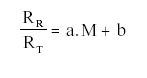 R_R / R_T = a.M + b